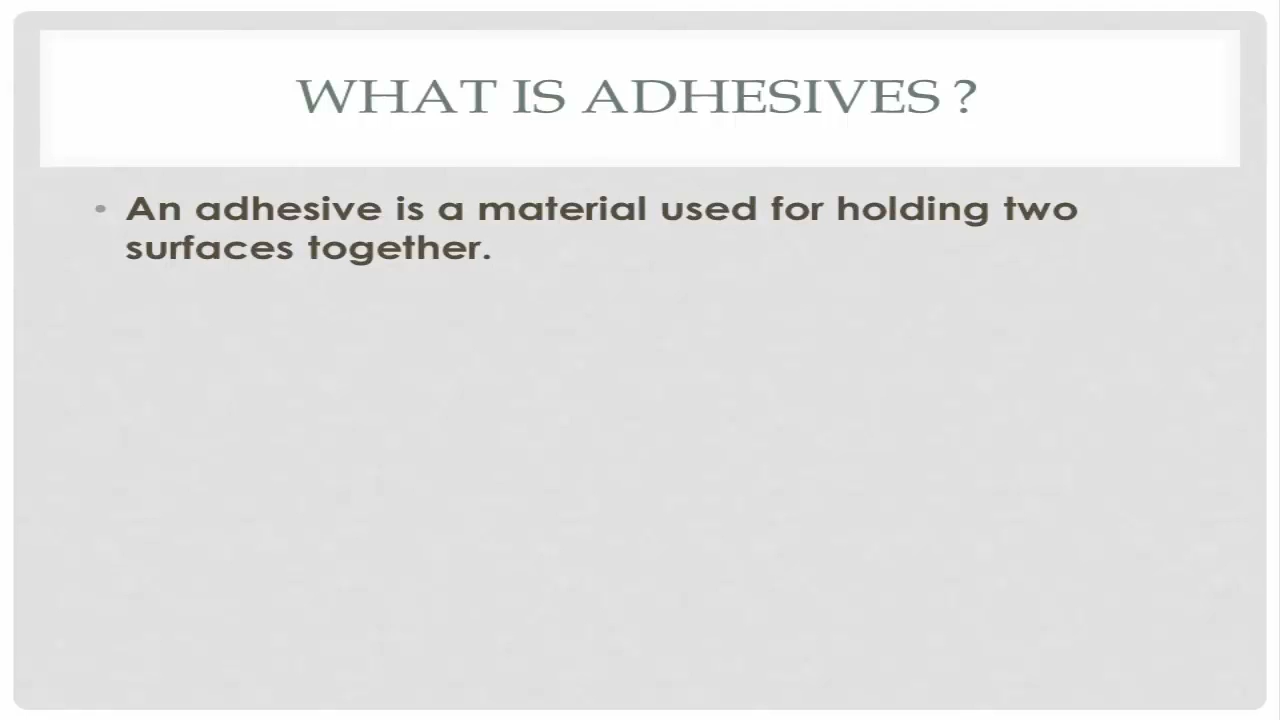 WHAT IS ADHESIVES ?
• An adhesive is a material used for holding two
surfaces together.